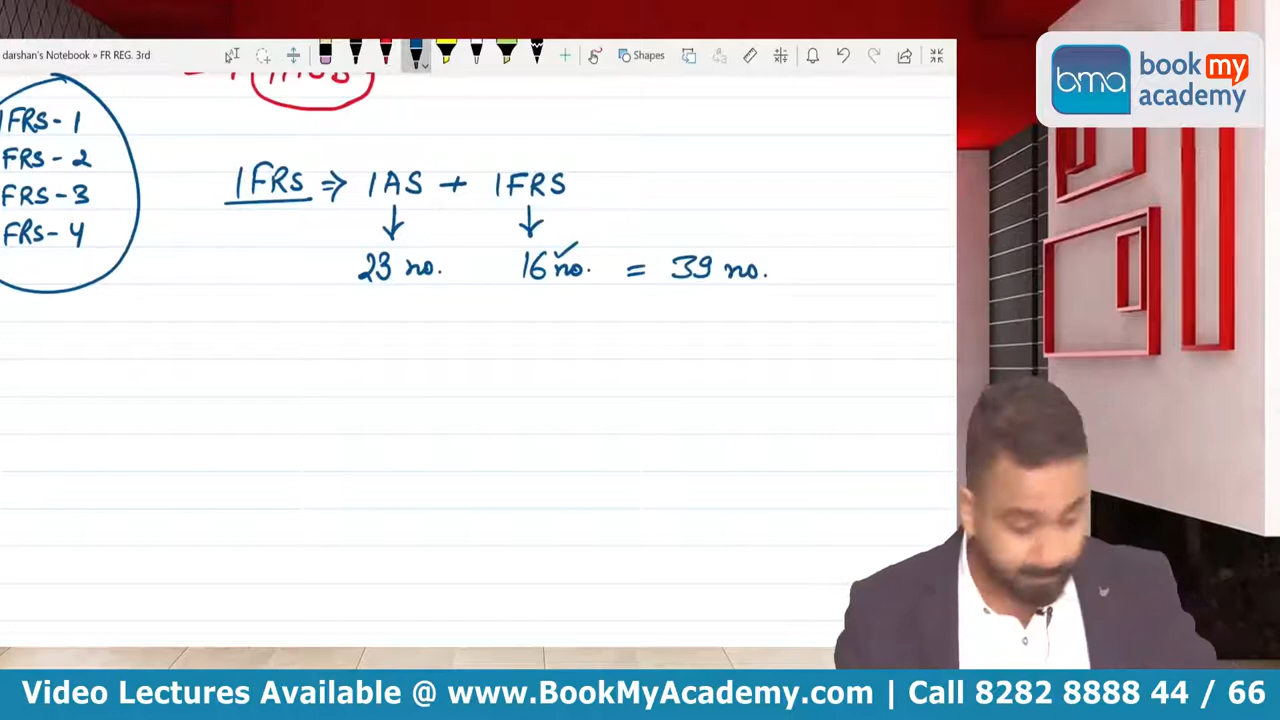 darshan's Notebook » FR REG. 3rd
Shapes
bma
book my
academy
IFRS-1
FRS-2
FRS-3
FRS-4
IFRS ⇒ IAS + IFRS
23 no. 16 no. = 39 no.
Video Lectures Available @ www.BookMyAcademy.com | Call 8282 8888 44 / 66